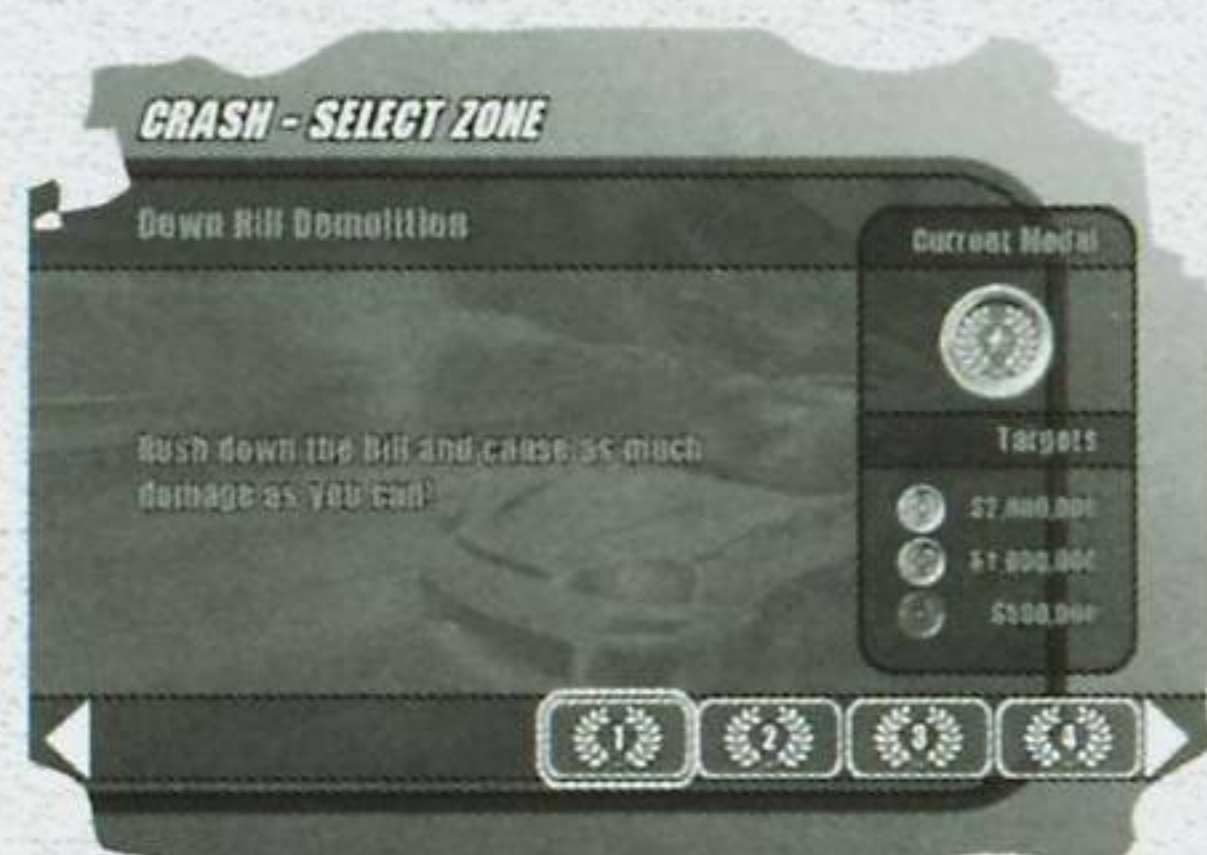 CRASH - SELECT ZONE
Down Hill Demolition
Current Medal
Rush down the hill and cause as much
damage as you can!
Targets
$2,000,000
$1,000,000
$500,000
1
2
3
4